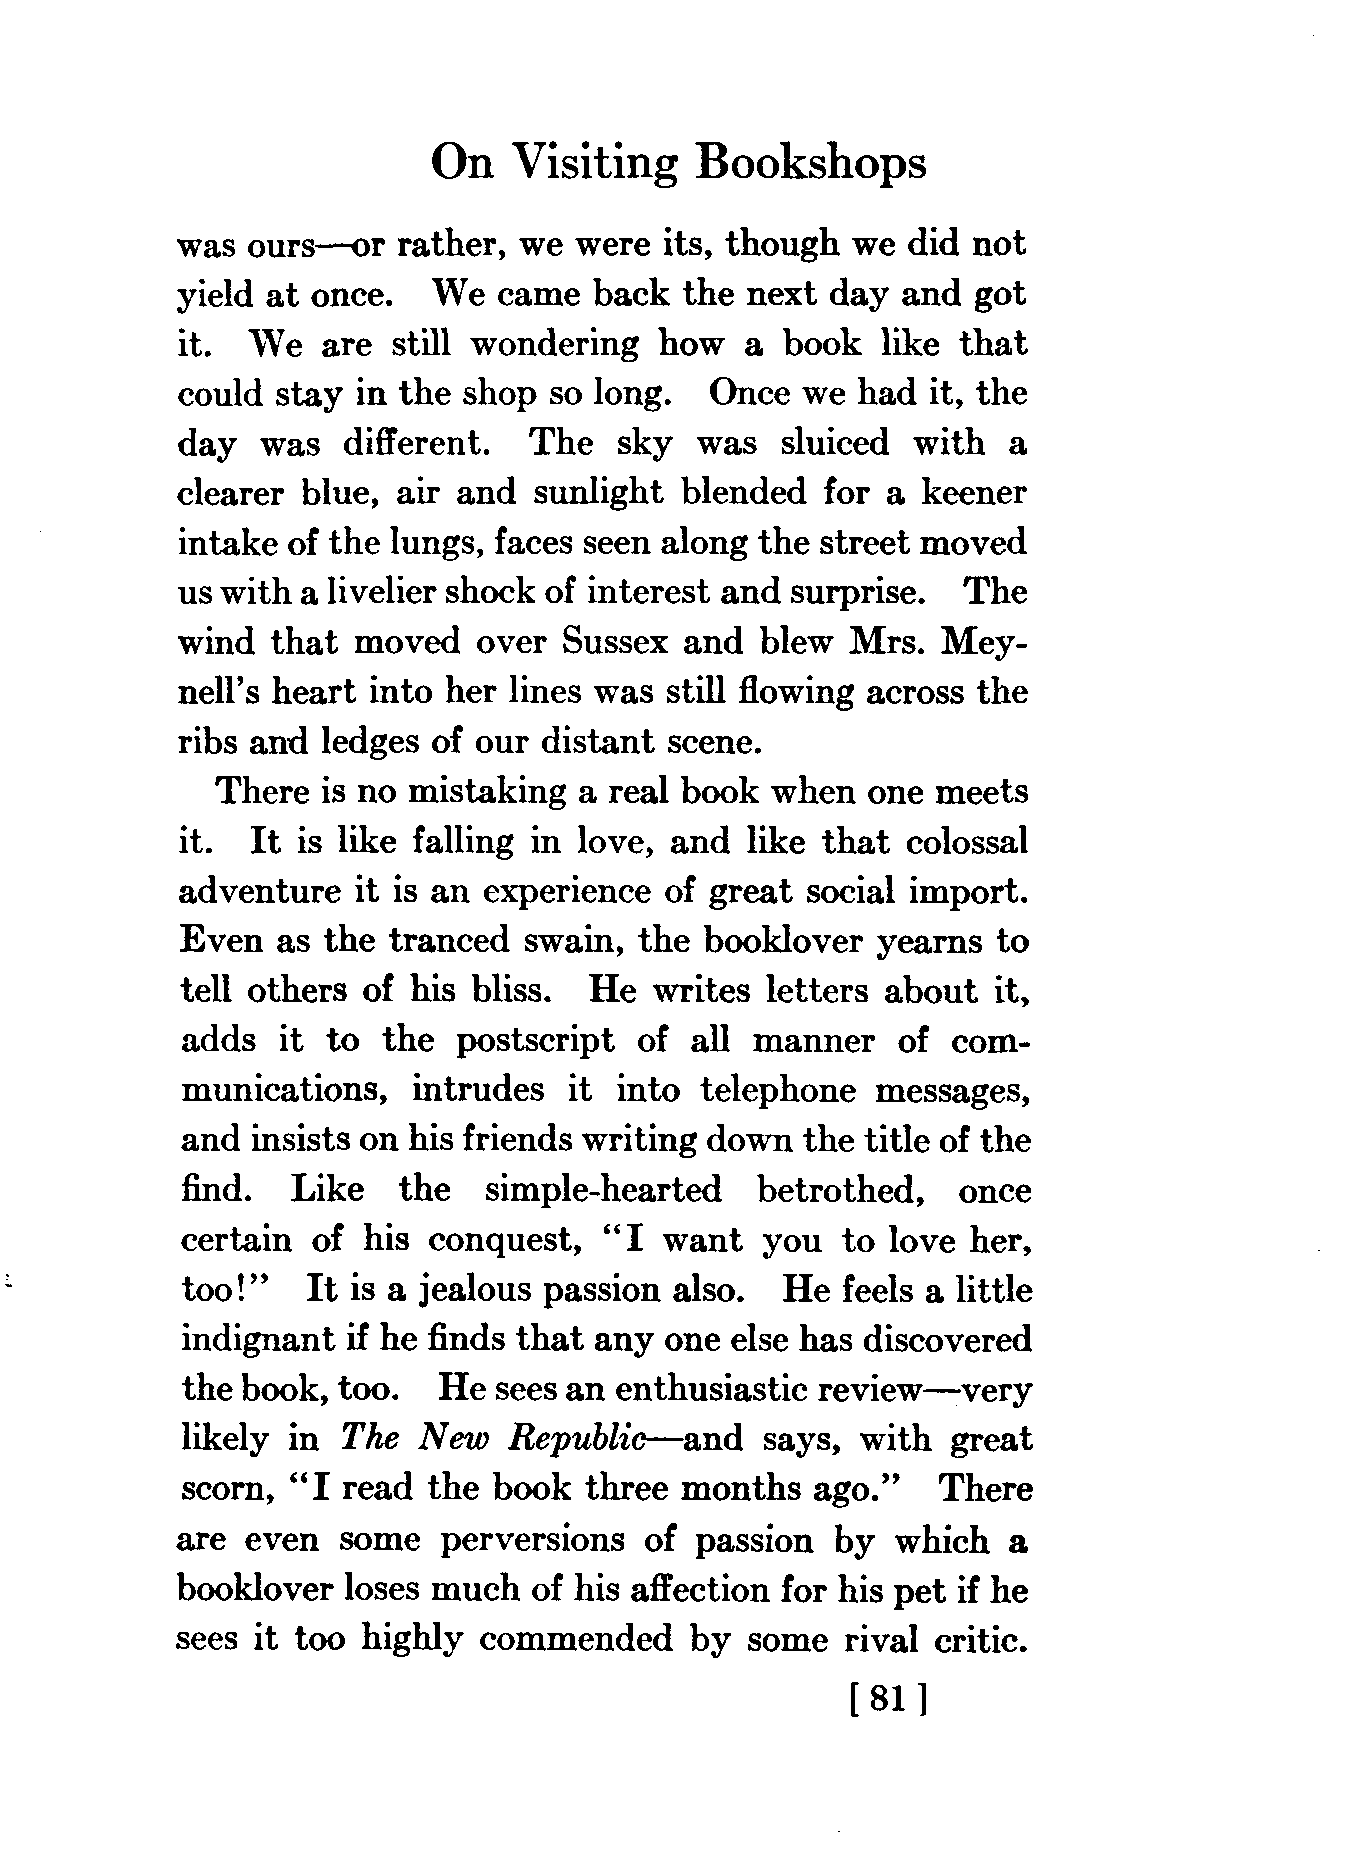 On Visiting Bookshops
was ours—or rather, we were its, though we did not
yield at once. We came back the next day and got
it. We are still wondering how a book like that
could stay in the shop so long. Once we had it, the
day was different. The sky was sluiced with a
clearer blue, air and sunlight blended for a keener
intake of the lungs, faces seen along the street moved
us with a livelier shock of interest and surprise. The
wind that moved over Sussex and blew Mrs. Mey-
nell's heart into her lines was still flowing across the
ribs and ledges of our distant scene.
There is no mistaking a real book when one meets
it. It is like falling in love, and like that colossal
adventure it is an experience of great social import.
Even as the tranced swain, the booklover yearns to
tell others of his bliss. He writes letters about it,
adds it to the postscript of all manner of com-
munications, intrudes it into telephone messages,
and insists on his friends writing down the title of the
find. Like the simple-hearted betrothed, once
certain of his conquest, "I want you to love her,
too!" It is a jealous passion also. He feels a little
indignant if he finds that any one else has discovered
the book, too. He sees an enthusiastic review—very
likely in The New Republic—and says, with great
scorn, "I read the book three months ago." There
are even some perversions of passion by which a
booklover loses much of his affection for his pet if he
sees it too highly commended by some rival critic.
[ 81 ]